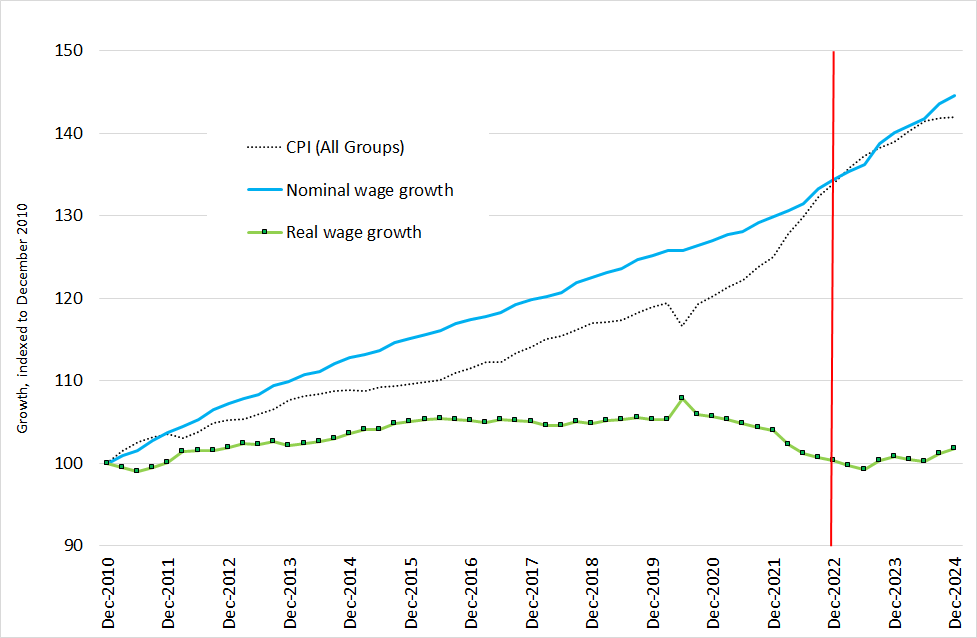 150
140
130
120
110
100
90
Growth, indexed to December 2010
CPI (All Groups)
Nominal wage growth
Real wage growth
Dec-2010
Dec-2011
Dec-2012
Dec-2013
Dec-2014
Dec-2015
Dec-2016
Dec-2017
Dec-2018
Dec-2019
Dec-2020
Dec-2021
Dec-2022
Dec-2023
Dec-2024